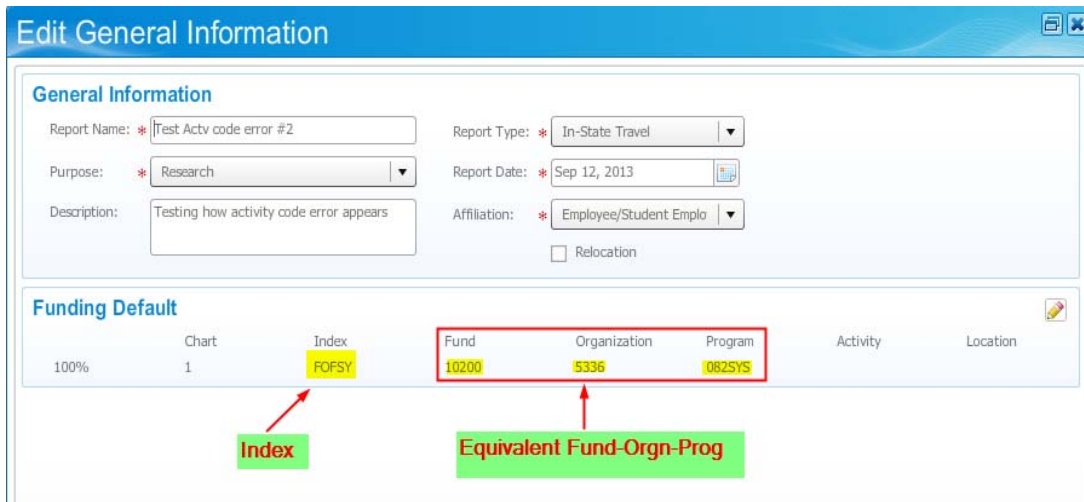 Edit General Information
General Information
Report Name: * Test Actv code error #2
Report Type: * In-State Travel
Purpose: * Research
Report Date: * Sep 12, 2013
Description: Testing how activity code error appears
Affiliation: * Employee/Student Emplo
Relocation
Funding Default
Chart Index Fund Organization Program Activity Location
100% 1 FOFSY 10200 5336 082SYS
Index
Equivalent Fund-Orgn-Prog